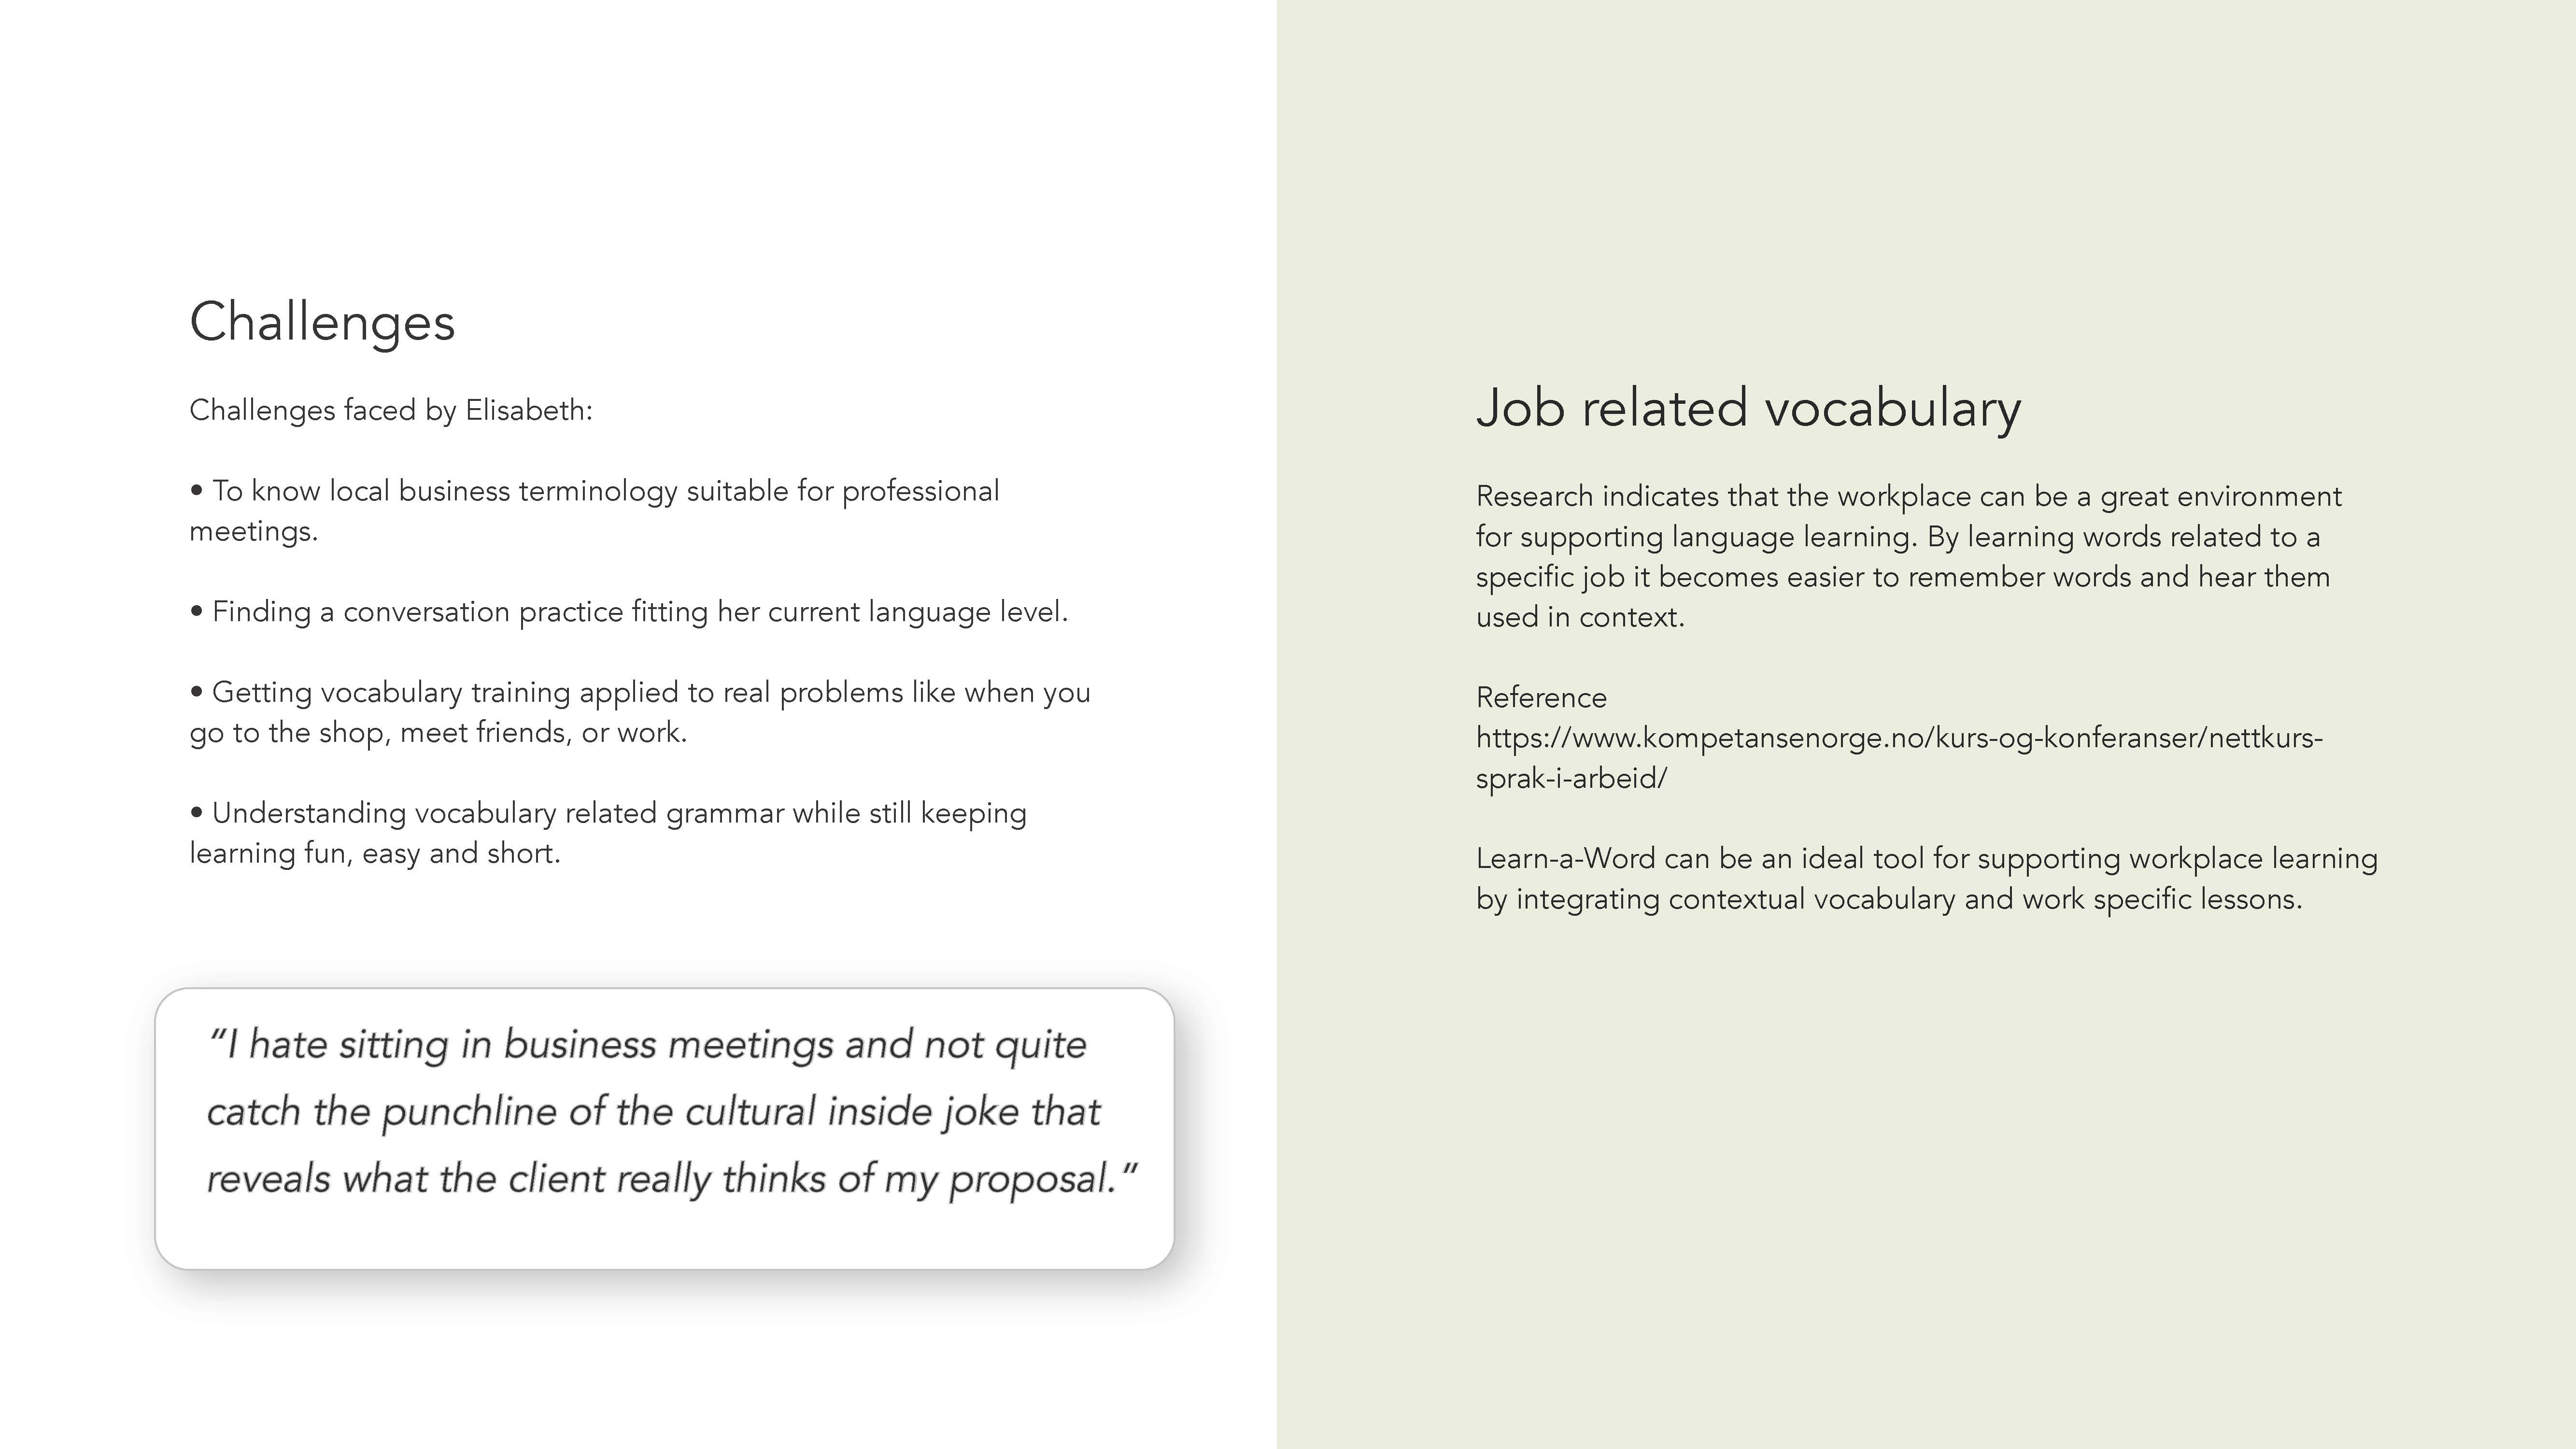 Challenges
Challenges faced by Elisabeth:
• To know local business terminology suitable for professional
meetings.
• Finding a conversation practice fitting her current language level.
• Getting vocabulary training applied to real problems like when you
go to the shop, meet friends, or work.
• Understanding vocabulary related grammar while still keeping
learning fun, easy and short.
“I hate sitting in business meetings and not quite
catch the punchline of the cultural inside joke that
reveals what the client really thinks of my proposal.”
Job related vocabulary
Research indicates that the workplace can be a great environment
for supporting language learning. By learning words related to a
specific job it becomes easier to remember words and hear them
used in context.
Reference
https://www.kompetansenorge.no/kurs-og-konferanser/nettkurs-
sprak-i-arbeid/
Learn-a-Word can be an ideal tool for supporting workplace learning
by integrating contextual vocabulary and work specific lessons.